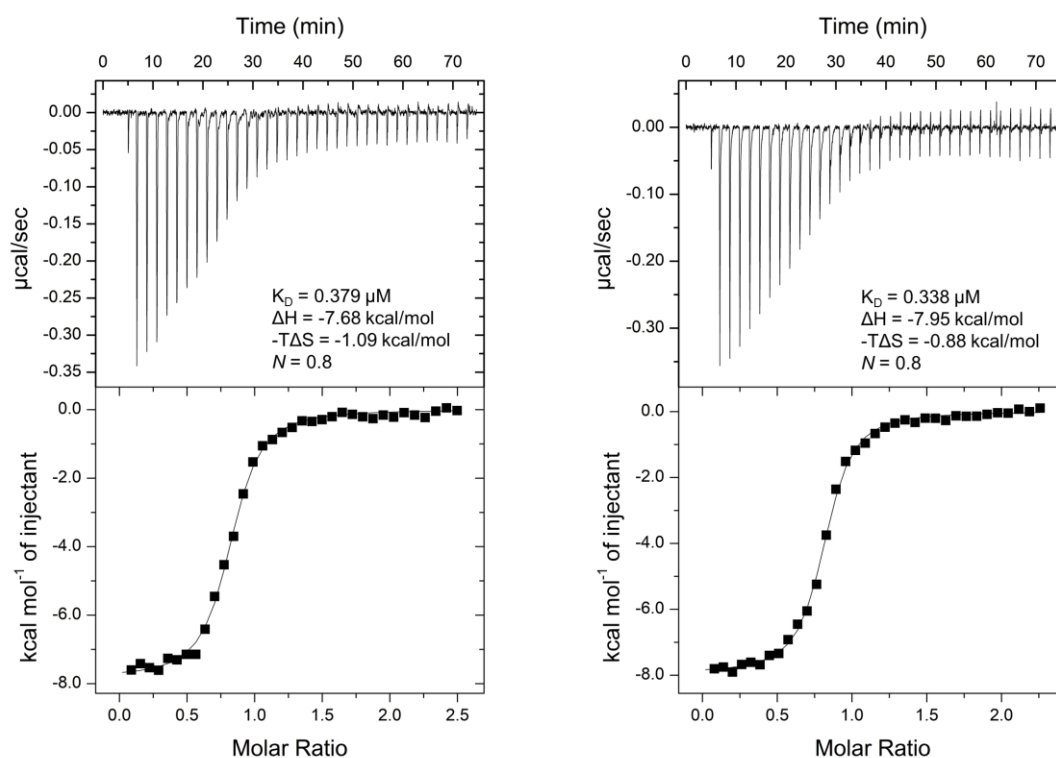 Time (min)
0 10 20 30 40 50 60 70
0.00
-0.05
-0.10
-0.15
-0.20
-0.25
-0.30
-0.35
µcal/sec
K_D = 0.379 µM
ΔH = -7.68 kcal/mol
-TΔS = -1.09 kcal/mol
N = 0.8
0.0
-2.0
-4.0
-6.0
-8.0
kcal mol⁻¹ of injectant
0.0 0.5 1.0 1.5 2.0 2.5
Molar Ratio
Time (min)
0 10 20 30 40 50 60 70
0.00
-0.10
-0.20
-0.30
µcal/sec
K_D = 0.338 µM
ΔH = -7.95 kcal/mol
-TΔS = -0.88 kcal/mol
N = 0.8
0.0
-2.0
-4.0
-6.0
-8.0
kcal mol⁻¹ of injectant
0.0 0.5 1.0 1.5 2.0
Molar Ratio